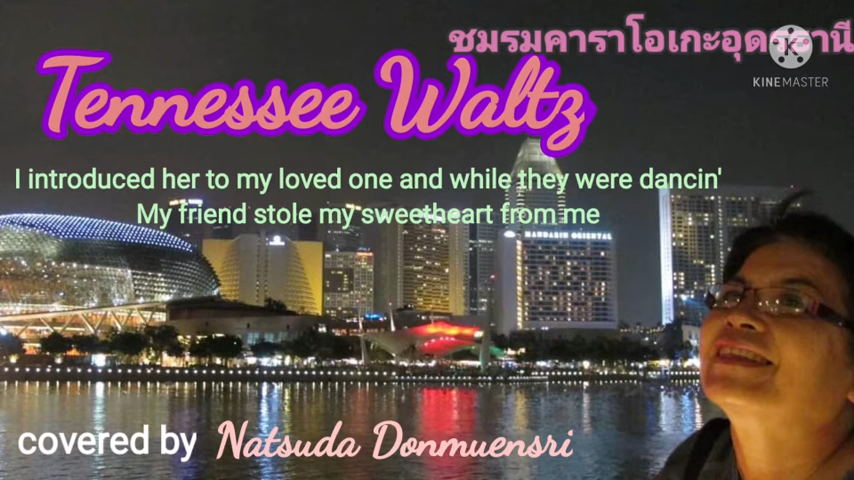 ชมรมคาราโอเกะอุด
KINEMASTER
Tennessee Waltz
I introduced her to my loved one and while they were dancin'
My friend stole my sweetheart from me
MANDARIN ORIENTAL
covered by Natsuda Donmuensri